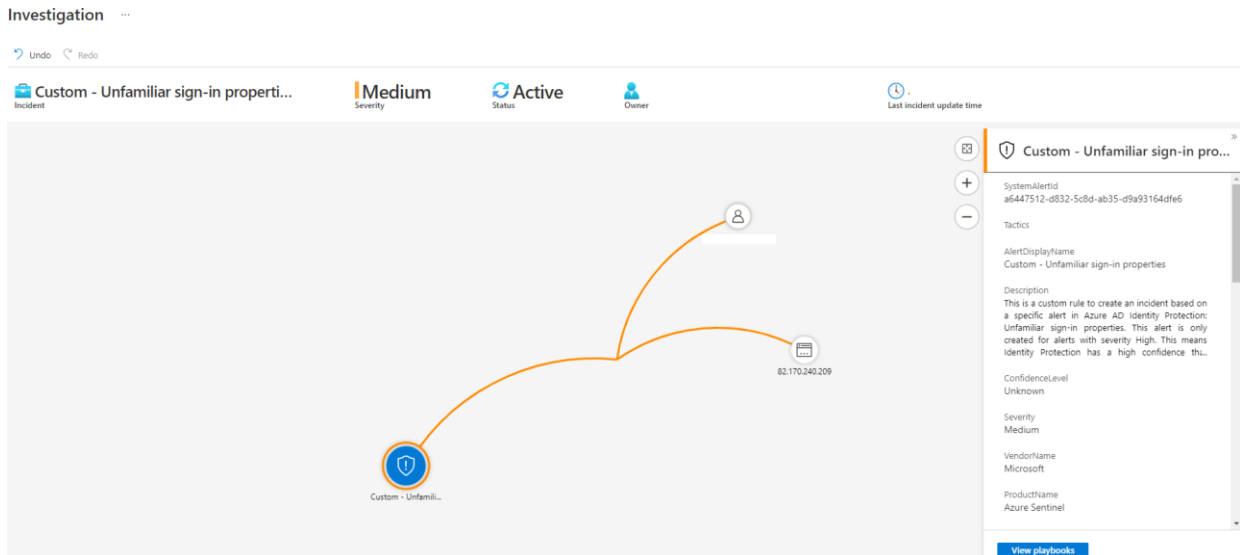 Investigation ...
Undo Redo
Custom - Unfamiliar sign-in properti...
Incident
Medium
Severity
Active
Status
Owner
.
Last incident update time
82.170.240.209
Custom - Unfamili...
»
Custom - Unfamiliar sign-in pro...
SystemAlertId
a6447512-d832-5c8d-ab35-d9a93164dfe6
Tactics
AlertDisplayName
Custom - Unfamiliar sign-in properties
Description
This is a custom rule to create an incident based on
a specific alert in Azure AD Identity Protection:
Unfamiliar sign-in properties. This alert is only
created for alerts with severity High. This means
Identity Protection has a high confidence thi...
ConfidenceLevel
Unknown
Severity
Medium
VendorName
Microsoft
ProductName
Azure Sentinel
View playbooks